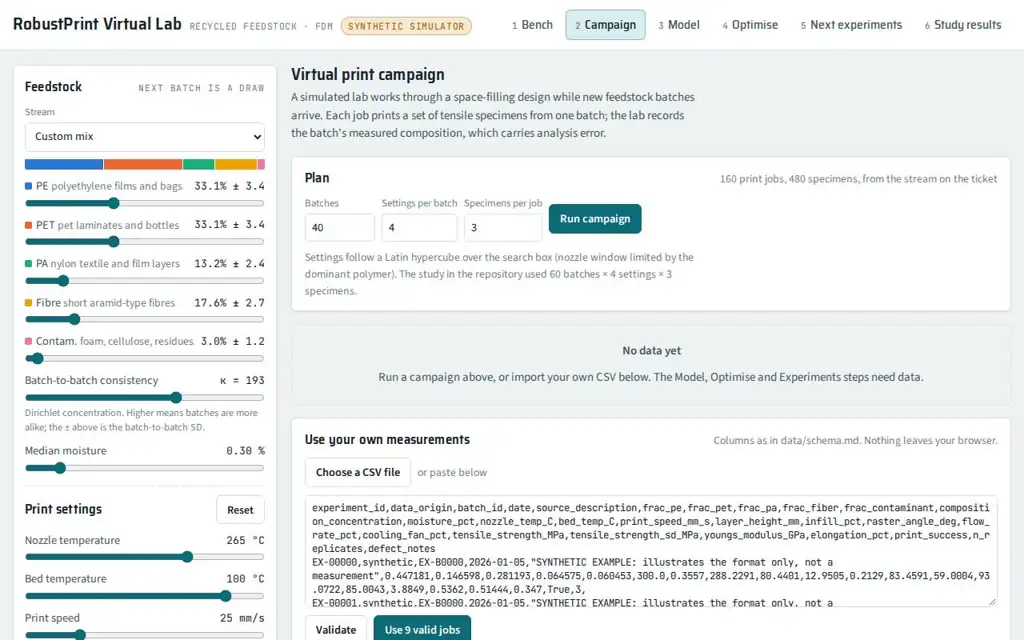 RobustPrint Virtual Lab RECYCLED FEEDSTOCK · FDM SYNTHETIC SIMULATOR 1 Bench 2 Campaign 3 Model 4 Optimise 5 Next experiments 6 Study results
Feedstock NEXT BATCH IS A DRAW
Stream
Custom mix
PE polyethylene films and bags 33.1% ± 3.4
PET pet laminates and bottles 33.1% ± 3.4
PA nylon textile and film layers 13.2% ± 2.4
Fibre short aramid-type fibres 17.6% ± 2.7
Contam. foam, cellulose, residues 3.0% ± 1.2
Batch-to-batch consistency κ = 193
Dirichlet concentration. Higher means batches are more
alike; the ± above is the batch-to-batch SD.
Median moisture 0.30 %
Print settings Reset
Nozzle temperature 265 °C
Bed temperature 100 °C
Print speed 25 mm/s
Virtual print campaign
A simulated lab works through a space-filling design while new feedstock batches
arrive. Each job prints a set of tensile specimens from one batch; the lab records
the batch's measured composition, which carries analysis error.
Plan 160 print jobs, 480 specimens, from the stream on the ticket
Batches Settings per batch Specimens per job
40 4 3 Run campaign
Settings follow a Latin hypercube over the search box (nozzle window limited by the
dominant polymer). The study in the repository used 60 batches × 4 settings × 3
specimens.
No data yet
Run a campaign above, or import your own CSV below. The Model, Optimise and Experiments steps need data.
Use your own measurements Columns as in data/schema.md. Nothing leaves your browser.
Choose a CSV file or paste below
experiment_id,data_origin,batch_id,date,source_description,frac_pe,frac_pet,frac_pa,frac_fiber,frac_contaminant,compositi
on_concentration,moisture_pct,nozzle_temp_C,bed_temp_C,print_speed_mm_s,layer_height_mm,infill_pct,raster_angle_deg,flow_
rate_pct,cooling_fan_pct,tensile_strength_MPa,tensile_strength_sd_MPa,youngs_modulus_GPa,elongation_pct,print_success,n_r
eplicates,defect_notes
EX-00000,synthetic,EX-B0000,2026-01-05,"SYNTHETIC EXAMPLE: illustrates the format only, not a
measurement",0.447181,0.146598,0.281193,0.064575,0.060453,300.0,0.3557,288.2291,80.4401,12.9505,0.2129,83.4591,59.0004,93
.0722,85.0043,3.8849,0.5362,0.51444,0.347,True,3,
EX-00001,synthetic,EX-B0000,2026-01-05,"SYNTHETIC EXAMPLE: illustrates the format only, not a
Validate Use 9 valid jobs